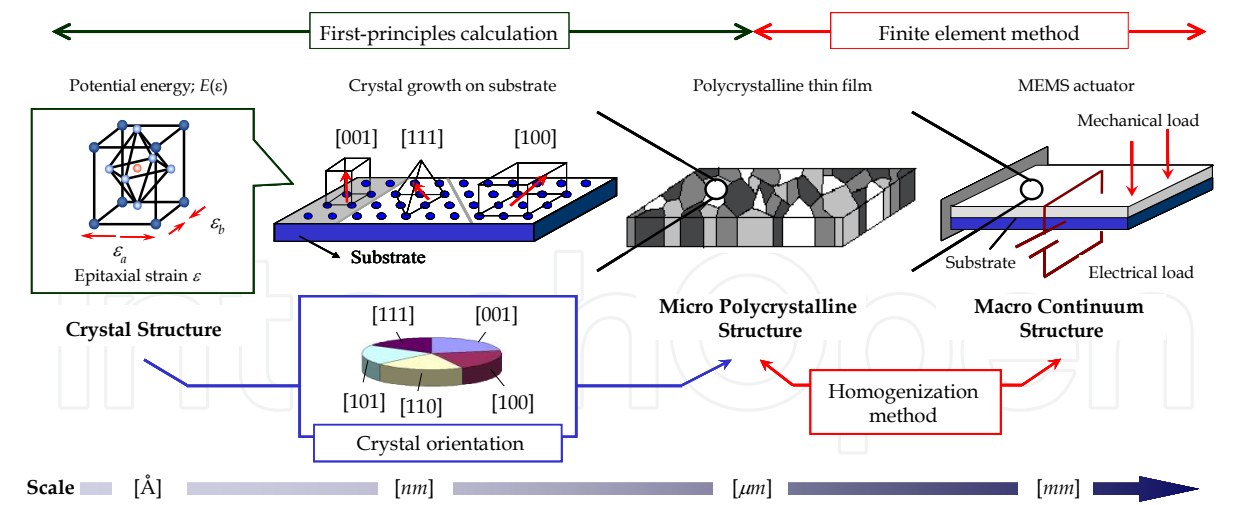 First-principles calculation
Finite element method
Potential energy; E(ε)
Crystal growth on substrate
Polycrystalline thin film
MEMS actuator
Mechanical load
[001]
[111]
[100]
ε_b
ε_a
Epitaxial strain ε
Substrate
Substrate
Electrical load
Crystal Structure
Micro Polycrystalline
Structure
Macro Continuum
Structure
[111]
[001]
[101]
[110]
[100]
Crystal orientation
Homogenization
method
Scale
[Å]
[nm]
[μm]
[mm]
intechOpen